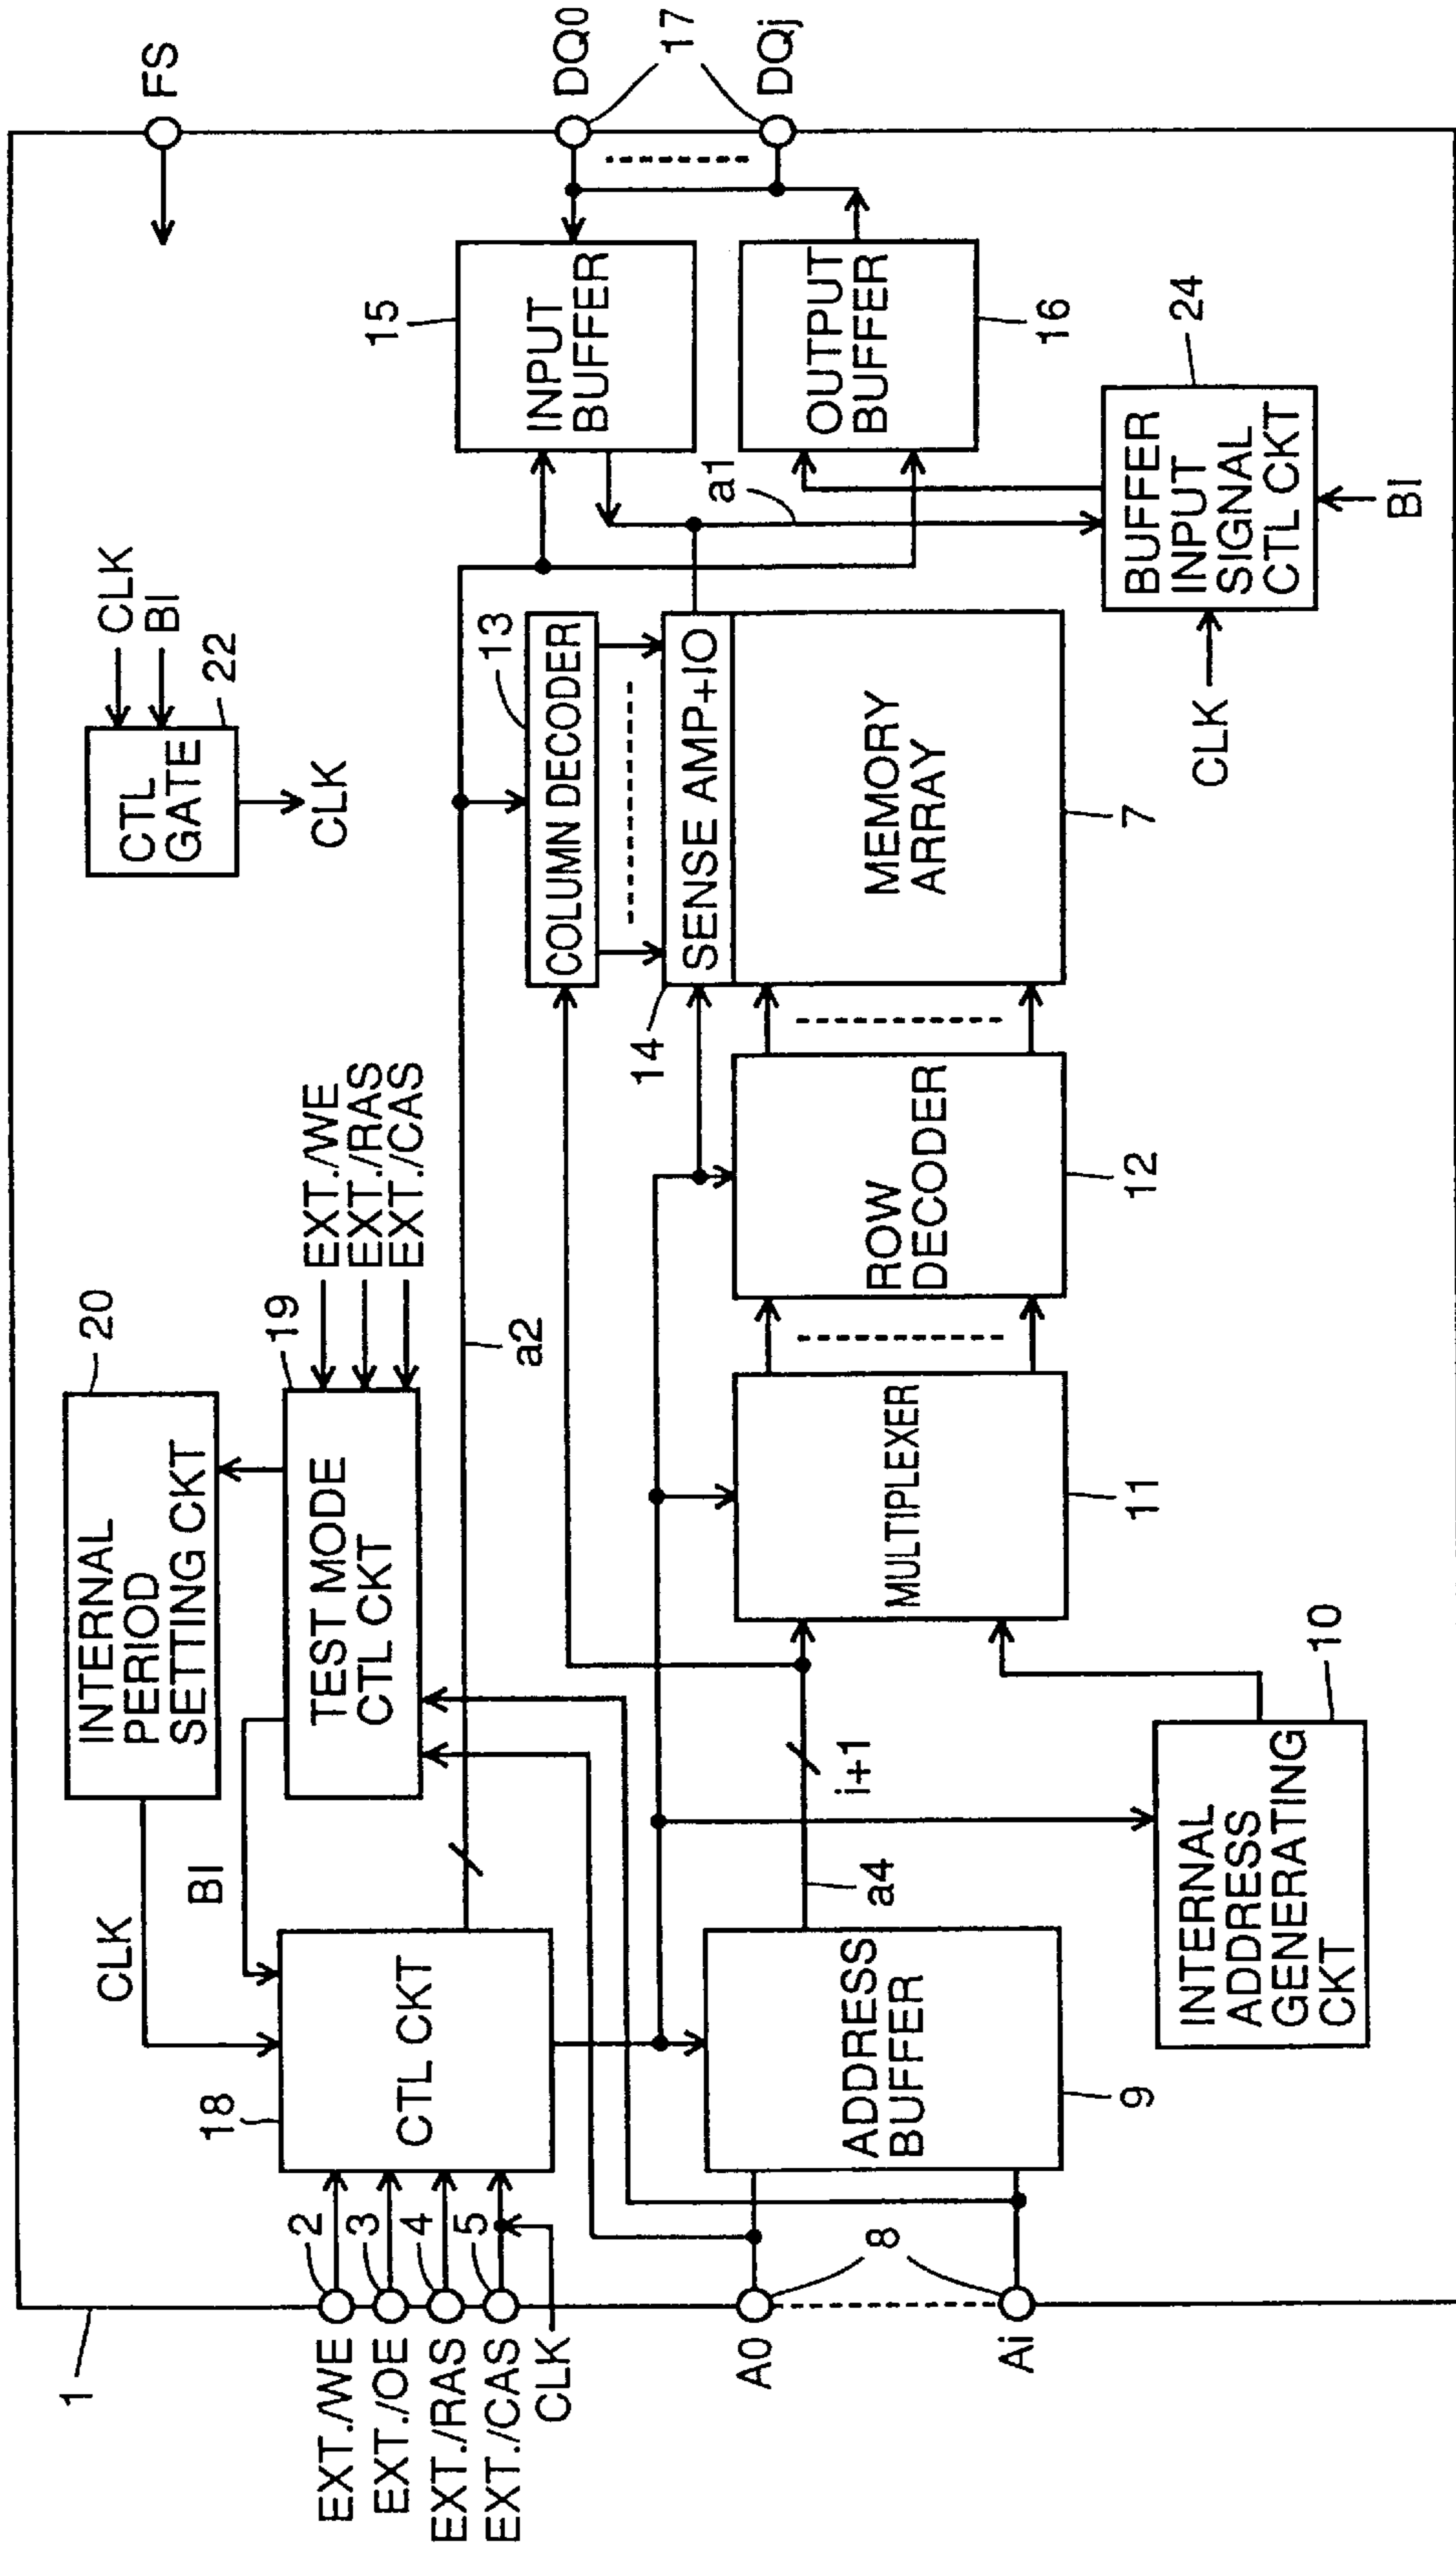 1
FS
20
INTERNAL
PERIOD
SETTING CKT
CTL
GATE
CLK
BI
22
CLK
CLK
BI
19
TEST MODE
CTL CKT
EXT./WE
EXT./RAS
EXT./CAS
18
CTL CKT
EXT./WE
2
EXT./OE
3
EXT./RAS
4
EXT./CAS
5
CLK
a2
13
COLUMN DECODER
15
INPUT
BUFFER
DQ0
17
DQj
14
SENSE AMP+IO
MEMORY
ARRAY
7
a1
OUTPUT
BUFFER
16
A0
8
Ai
ADDRESS
BUFFER
9
a4
i+1
MULTIPLEXER
11
ROW
DECODER
12
INTERNAL
ADDRESS
GENERATING
CKT
10
BUFFER
INPUT
SIGNAL
CTL CKT
24
CLK
BI